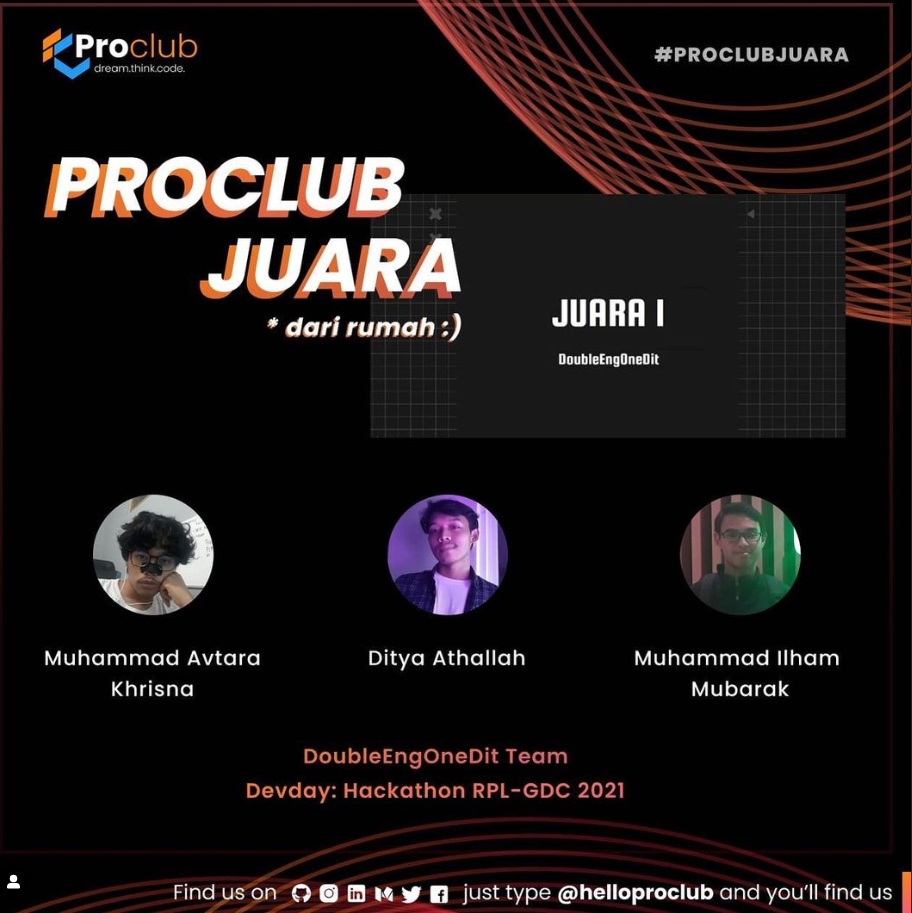 Proclub
dream.think.code.
#PROCLUBJUARA
PROCLUB
JUARA
* dari rumah :)
JUARA I
DoubleEngOneDit
Muhammad Avtara
Khrisna
Ditya Athallah
Muhammad Ilham
Mubarak
DoubleEngOneDit Team
Devday: Hackathon RPL-GDC 2021
Find us on just type @helloproclub and you’ll find us